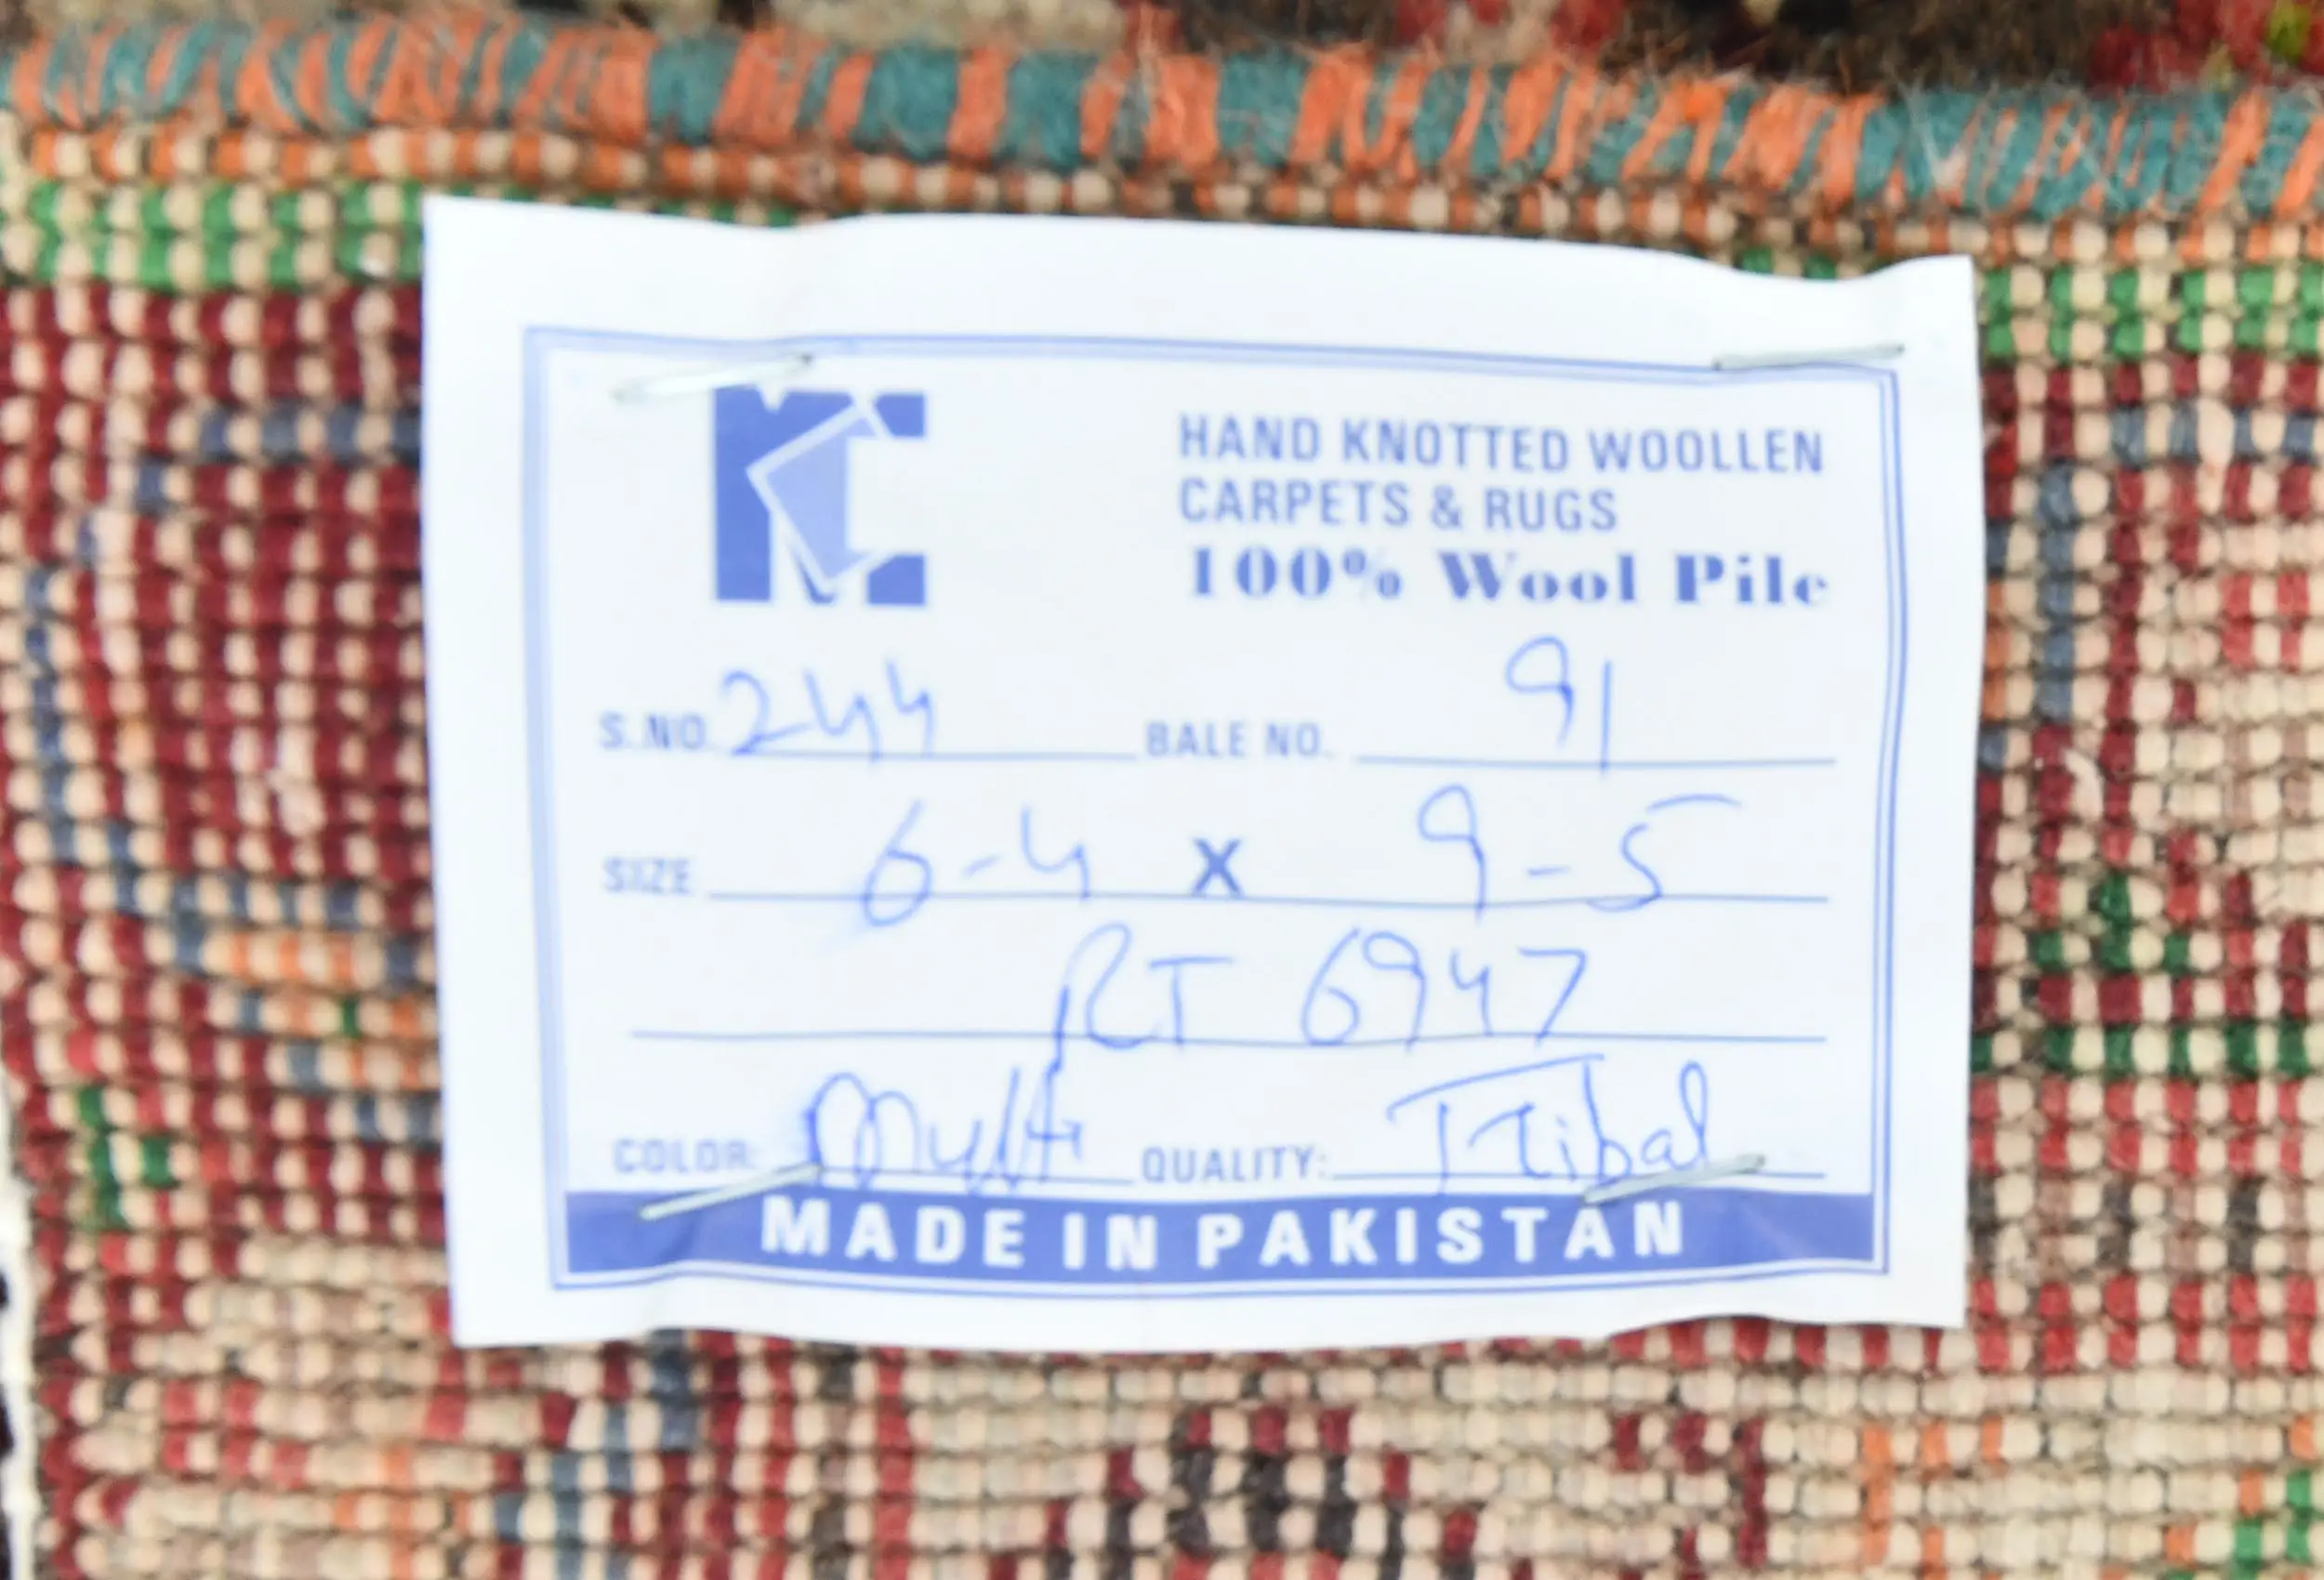 KC
HAND KNOTTED WOOLLEN
CARPETS & RUGS
100% Wool Pile
S.NO. 244 BALE NO. 91
SIZE 6-4 X 9-5
RT 6947
COLOR: Multi QUALITY: Tribal
MADE IN PAKISTAN